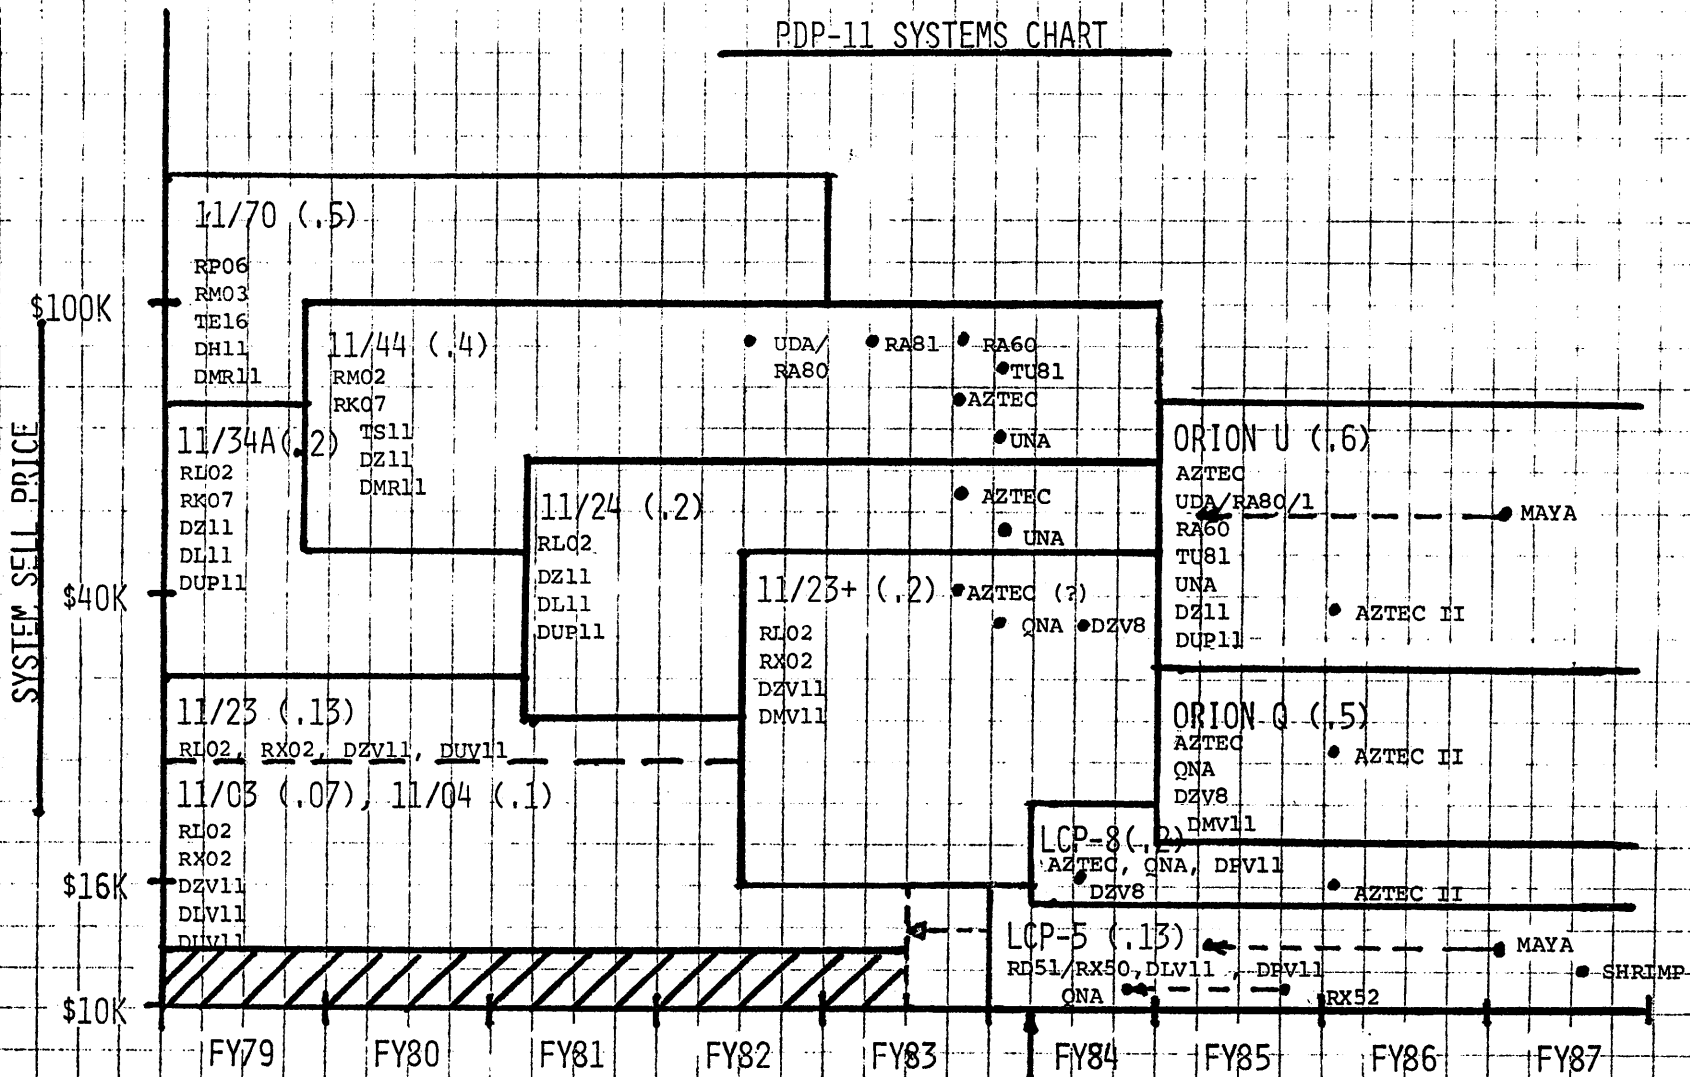 PDP-11 SYSTEMS CHART
SYSTEM SELL PRICE
$100K
$40K
$16K
$10K
11/70 (.5)
RP06
RM03
TE16
DH11
DMR11
11/34A(.2)
RL02
RK07
DZ11
DL11
DUP11
11/44 (.4)
RM02
RK07
TS11
DZ11
DMR11
UDA/
RA80
RA81
RA60
TU81
AZTEC
UNA
11/24 (.2)
RL02
DZ11
DL11
DUP11
AZTEC
UNA
11/23+ (.2)
RL02
RX02
DZV11
DMV11
AZTEC (?)
QNA
DZV8
11/23 (.13)
RL02, RX02, DZV11, DUV11
11/03 (.07), 11/04 (.1)
RL02
RX02
DZV11
DLV11
DUV11
ORION U (.6)
AZTEC
UDA/RA80/1
RA60
TU81
UNA
DZ11
DUP11
MAYA
AZTEC II
ORION Q (.5)
AZTEC
QNA
DZV8
DMV11
AZTEC II
LCP-8(.2)
AZTEC, QNA, DPV11
DZV8
AZTEC II
LCP-5 (.13)
RD51/RX50,DLV11 , DPV11
QNA
RX52
MAYA
SHRIMP
FY79 FY80 FY81 FY82 FY83 FY84 FY85 FY86 FY87